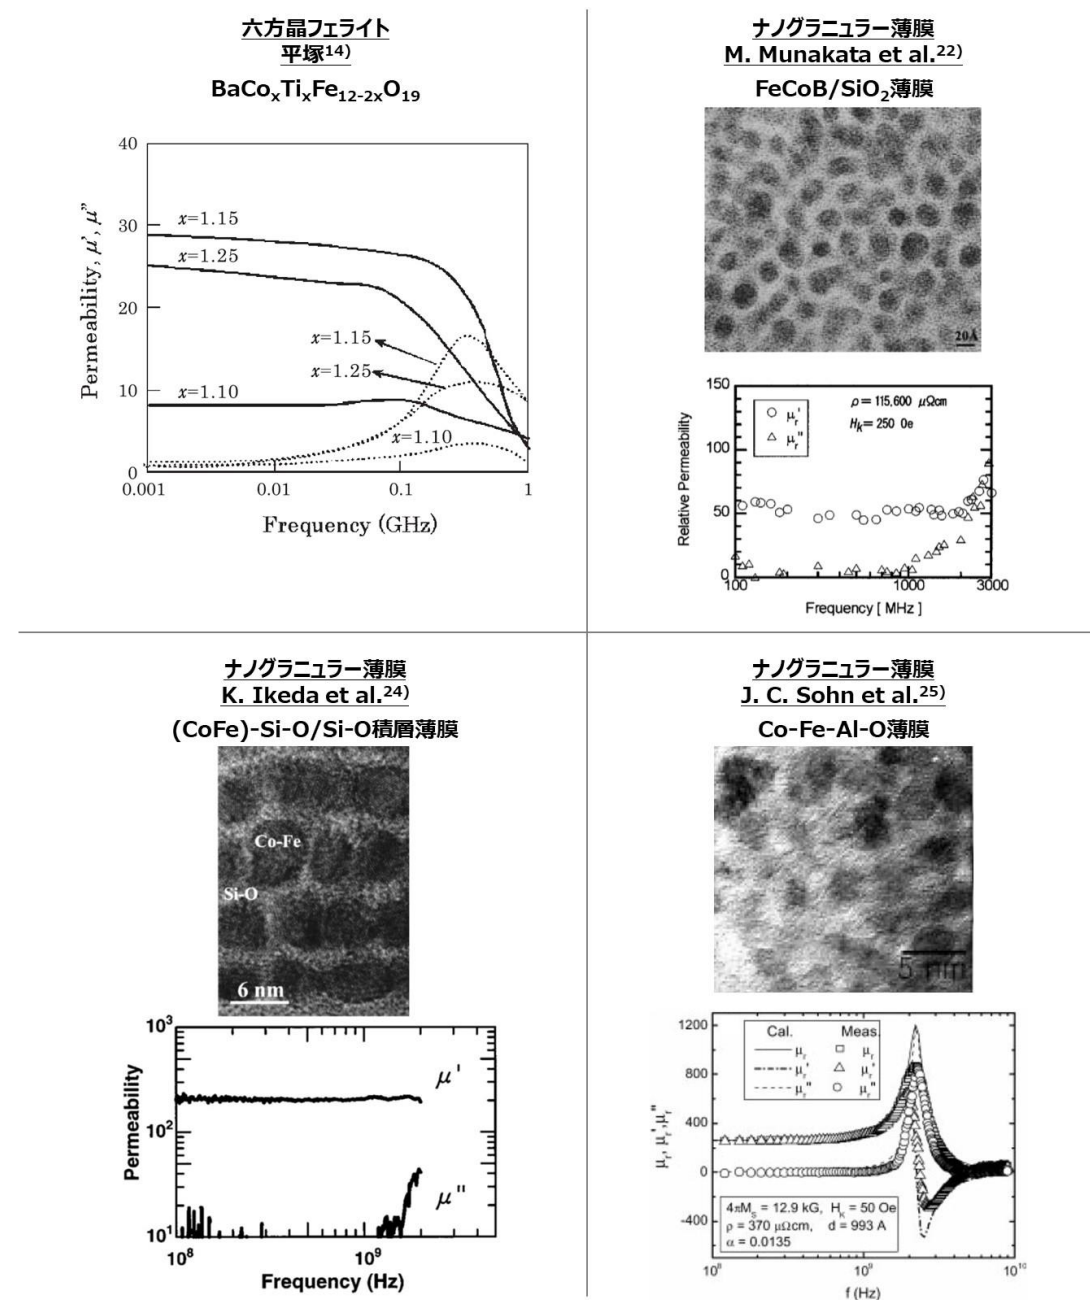 六方晶フェライト
平塚14)
BaCoxTixFe12-2xO19
40
30
20
10
0
Permeability, μ', μ"
x=1.15
x=1.25
x=1.15
x=1.25
x=1.10
x=1.10
0.001
0.01
0.1
1
Frequency (GHz)
ナノグラニュラー薄膜
M. Munakata et al.22)
FeCoB/SiO2薄膜
20Å
150
100
50
0
Relative Permeability
μr'
μr"
ρ= 115,600 μΩcm
Hk= 250 Oe
100
1000
3000
Frequency [ MHz ]
ナノグラニュラー薄膜
K. Ikeda et al.24)
(CoFe)-Si-O/Si-O積層薄膜
Co-Fe
Si-O
6 nm
10³
10²
10¹
Permeability
μ'
μ"
10⁸
10⁹
Frequency (Hz)
ナノグラニュラー薄膜
J. C. Sohn et al.25)
Co-Fe-Al-O薄膜
5 nm
1200
800
400
0
-400
μr, μr', μr"
Cal. Meas.
μr μr
μr' μr'
μr" μr"
4πMs = 12.9 kG, HK = 50 Oe
ρ = 370 μΩcm, d = 993 A
α = 0.0135
10⁸
10⁹
10¹⁰
f (Hz)